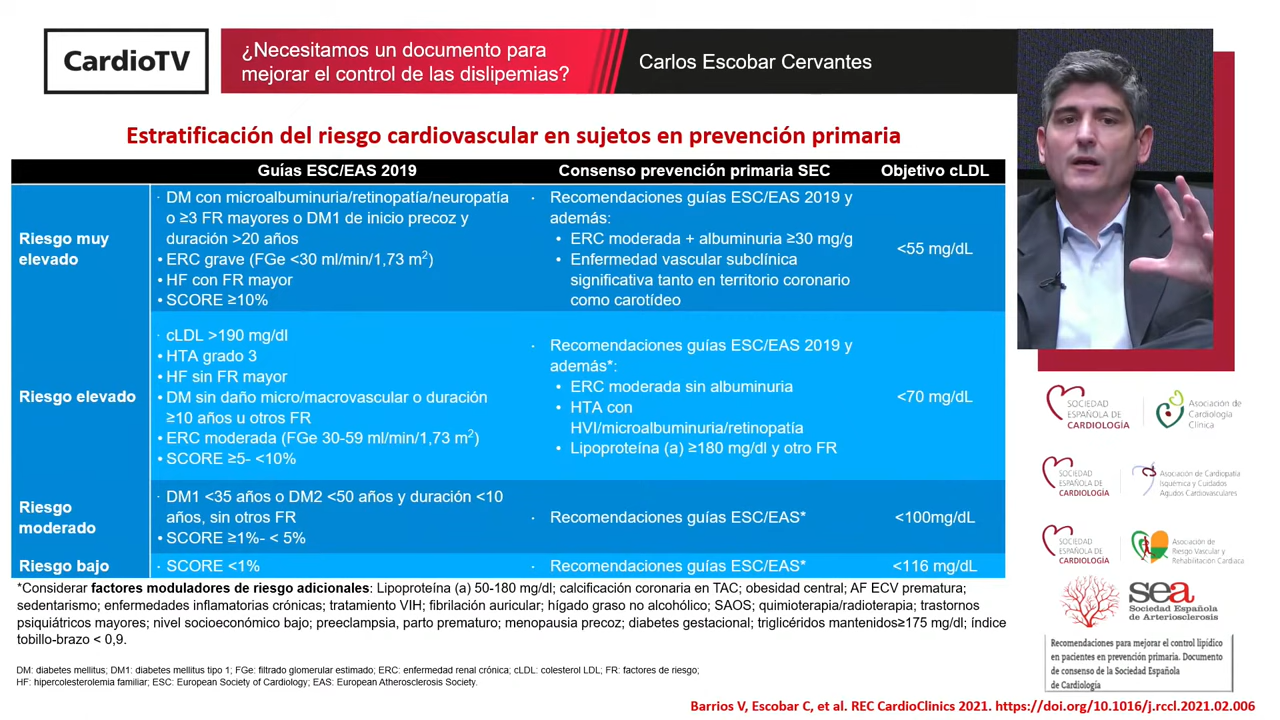 CardioTV
¿Necesitamos un documento para
mejorar el control de las dislipemias?
Carlos Escobar Cervantes
Estratificación del riesgo cardiovascular en sujetos en prevención primaria
Guías ESC/EAS 2019
Consenso prevención primaria SEC
Objetivo cLDL
Riesgo muy
elevado
· DM con microalbuminuria/retinopatía/neuropatía
o ≥3 FR mayores o DM1 de inicio precoz y
duración >20 años
• ERC grave (FGe <30 ml/min/1,73 m²)
• HF con FR mayor
• SCORE ≥10%
· Recomendaciones guías ESC/EAS 2019 y
además:
• ERC moderada + albuminuria ≥30 mg/g
• Enfermedad vascular subclínica
significativa tanto en territorio coronario
como carotídeo
<55 mg/dL
Riesgo elevado
· cLDL >190 mg/dl
• HTA grado 3
• HF sin FR mayor
• DM sin daño micro/macrovascular o duración
≥10 años u otros FR
• ERC moderada (FGe 30-59 ml/min/1,73 m²)
• SCORE ≥5- <10%
· Recomendaciones guías ESC/EAS 2019 y
además*:
• ERC moderada sin albuminuria
• HTA con
HVI/microalbuminuria/retinopatía
• Lipoproteína (a) ≥180 mg/dl y otro FR
<70 mg/dL
Riesgo
moderado
· DM1 <35 años o DM2 <50 años y duración <10
años, sin otros FR
• SCORE ≥1%- < 5%
· Recomendaciones guías ESC/EAS*
<100mg/dL
Riesgo bajo
· SCORE <1%
· Recomendaciones guías ESC/EAS*
<116 mg/dL
*Considerar factores moduladores de riesgo adicionales: Lipoproteína (a) 50-180 mg/dl; calcificación coronaria en TAC; obesidad central; AF ECV prematura;
sedentarismo; enfermedades inflamatorias crónicas; tratamiento VIH; fibrilación auricular; hígado graso no alcohólico; SAOS; quimioterapia/radioterapia; trastornos
psiquiátricos mayores; nivel socioeconómico bajo; preeclamsia, parto prematuro; menopausia precoz; diabetes gestacional; triglicéridos mantenidos≥175 mg/dl; índice
tobillo-brazo < 0,9.
DM: diabetes mellitus; DM1: diabetes mellitus tipo 1; FGe: filtrado glomerular estimado; ERC: enfermedad renal crónica; cLDL: colesterol LDL; FR: factores de riesgo;
HF: hipercolesterolemia familiar; ESC: European Society of Cardiology; EAS: European Atherosclerosis Society.
SOCIEDAD
ESPAÑOLA DE
CARDIOLOGÍA
Asociación de
Cardiología
Clínica
SOCIEDAD
ESPAÑOLA DE
CARDIOLOGÍA
Asociación de Cardiopatía
Isquémica y Cuidados
Agudos Cardiovasculares
SOCIEDAD
ESPAÑOLA DE
CARDIOLOGÍA
Asociación de
Riesgo Vascular y
Rehabilitación Cardiaca
sea
Sociedad Española
de Arteriosclerosis
Recomendaciones para mejorar el control lipídico
en pacientes en prevención primaria. Documento
de consenso de la Sociedad Española
de Cardiología
Barrios V, Escobar C, et al. REC CardioClinics 2021. https://doi.org/10.1016/j.rccl.2021.02.006